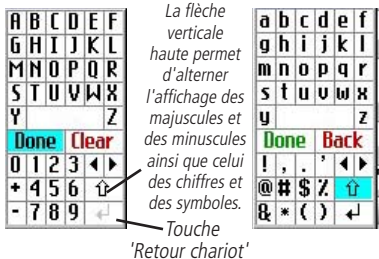 A B C D E F
G H I J K L
M N O P Q R
S T U V W X
Y Z
Done Clear
0 1 2 3 ◀ ▶
+ 4 5 6 ⇧
- 7 8 9 ↵
La flèche
verticale
haute permet
d'alterner
l'affichage des
majuscules et
des minuscules
ainsi que celui
des chiffres et
des symboles.
Touche
'Retour chariot'
a b c d e f
g h i j k l
m n o p q r
s t u v w x
y z
Done Back
! , . ' ◀ ▶
@ # $ % ⇧
& * ( ) ↵